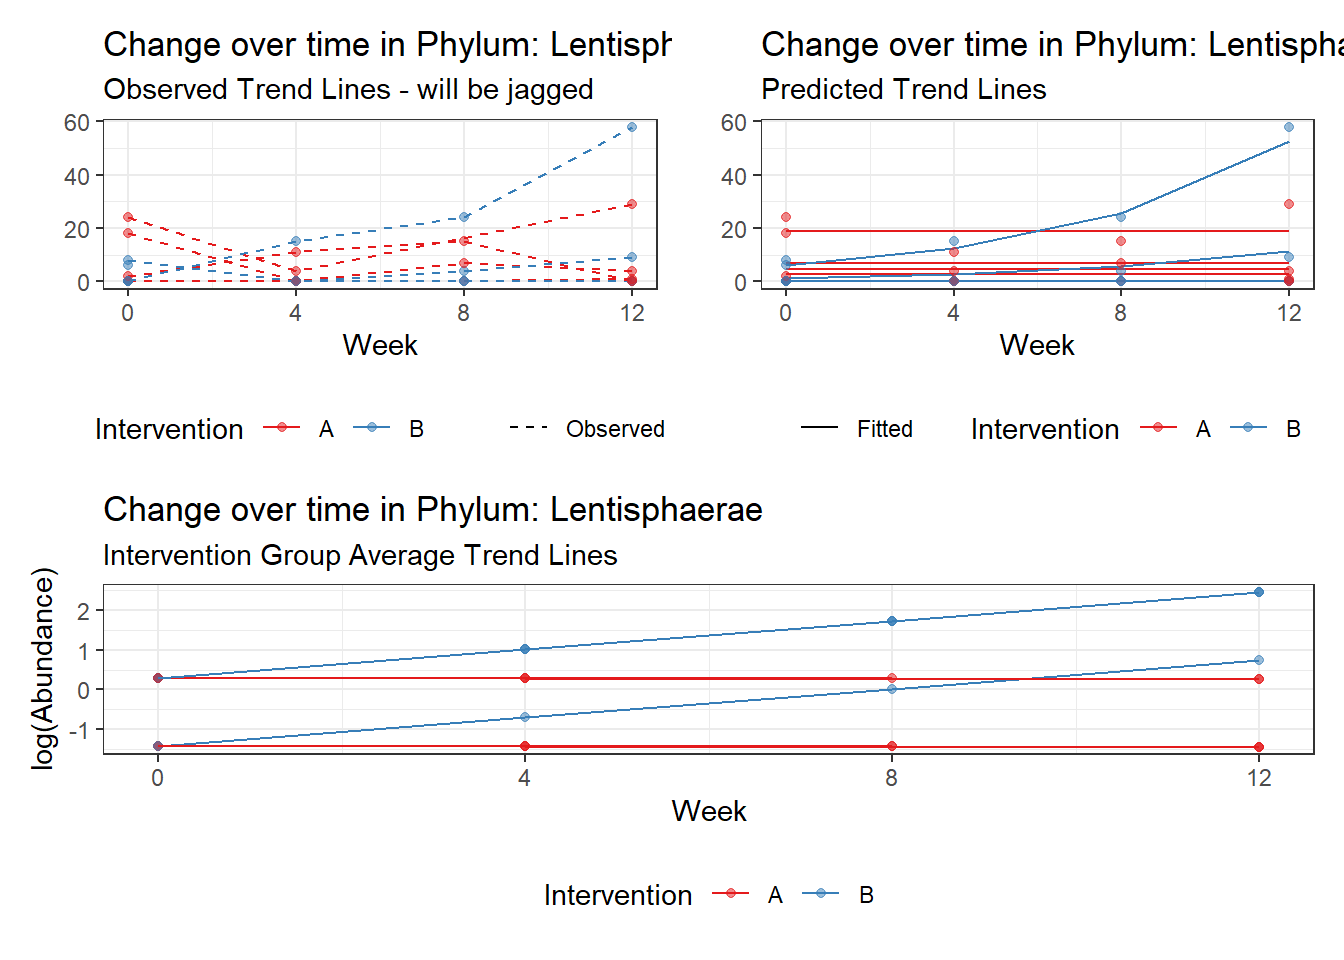 Change over time in Phylum: Lentisph
Observed Trend Lines - will be jagged
60
40
20
0
0 4 8 12
Week
Intervention A B Observed
Change over time in Phylum: Lentispha
Predicted Trend Lines
60
40
20
0
0 4 8 12
Week
Fitted Intervention A B
Change over time in Phylum: Lentisphaerae
Intervention Group Average Trend Lines
log(Abundance)
2
1
0
-1
0 4 8 12
Week
Intervention A B